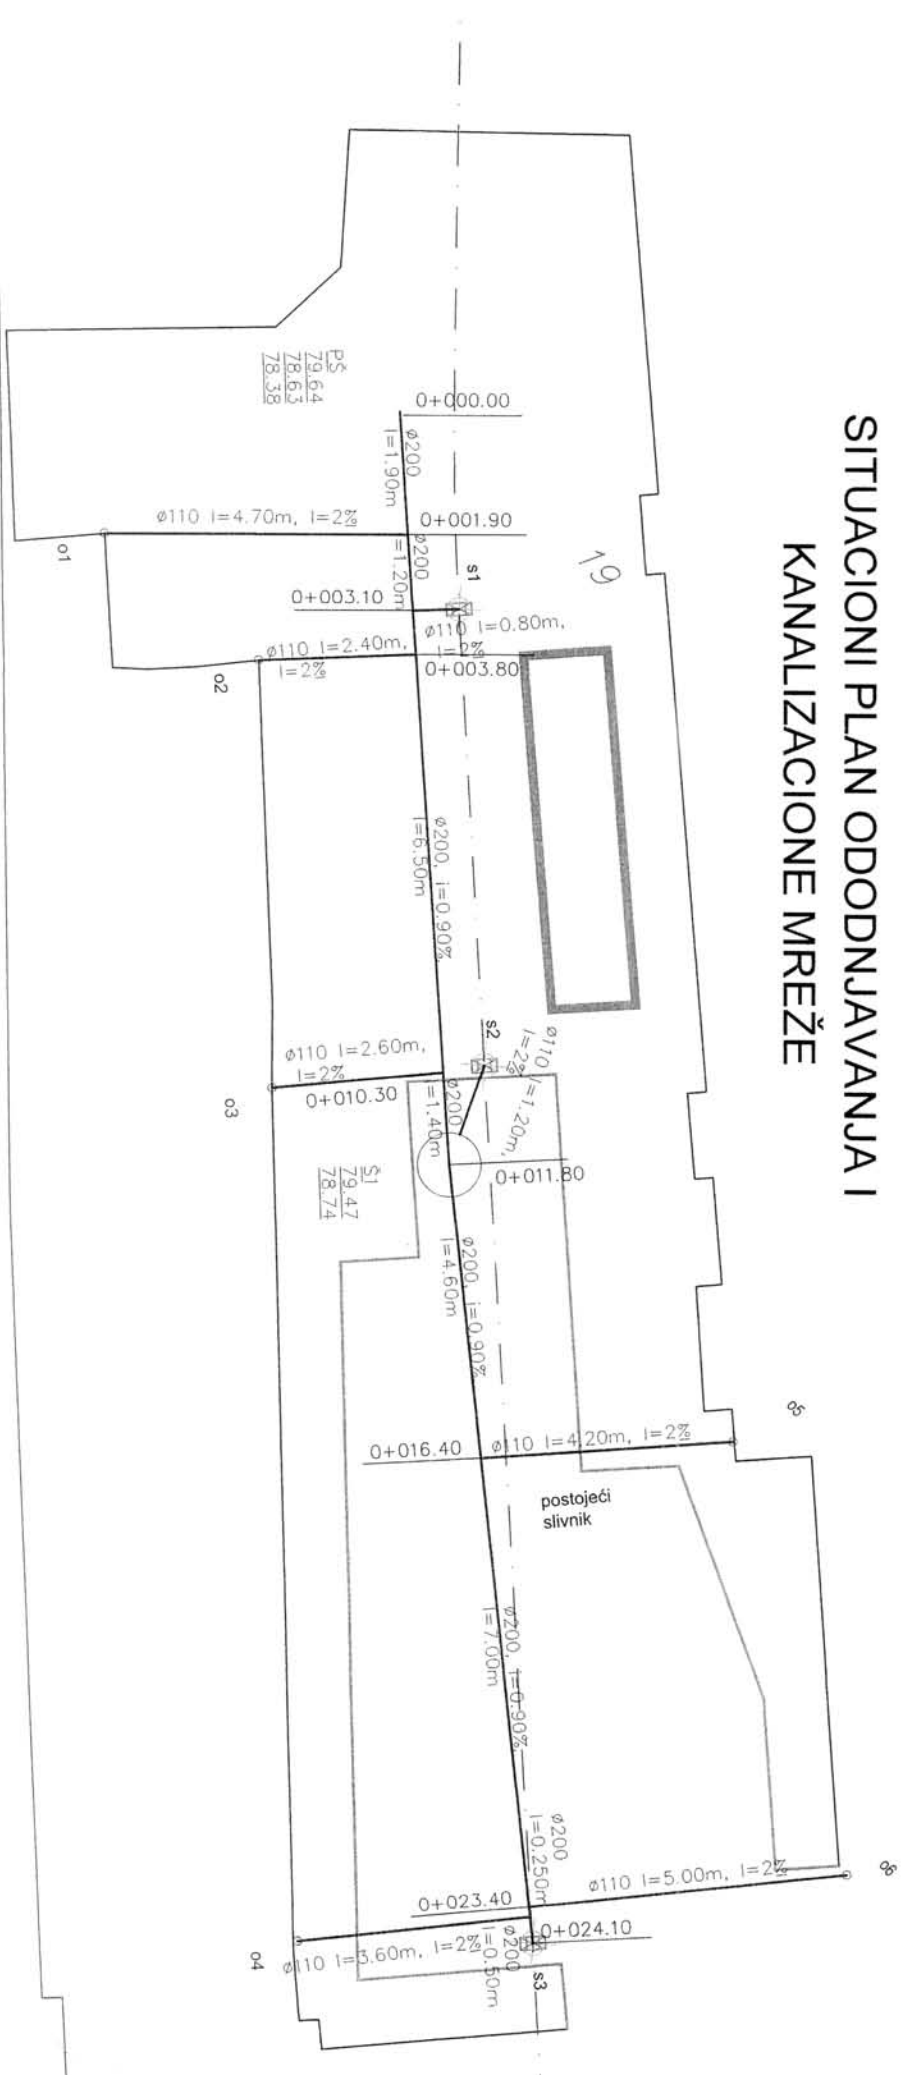 SITUACIONI PLAN ODODNJAVANJA I
KANALIZACIONE MREŽE
PŠ
79.64
78.63
78.38
0+000.00
ø200
l=1.90m
ø110 l=4.70m, I=2%
0+001.90
o1
ø200
l=1.20m
s1
19
0+003.10
ø110 l=0.80m,
I=2%
ø110 l=2.40m,
I=2%
0+003.80
o2
ø200, i=0.90%
l=6.50m
s2
ø110 l=1.20m,
I=2%
ø110 l=2.60m,
I=2%
0+010.30
o3
ø200
l=1.40m
0+011.80
Š1
79.47
78.74
ø200, i=0.90%
l=4.60m
o5
0+016.40
ø110 l=4.20m, I=2%
postojeći
slivnik
ø200, i=0.90%
l=7.00m
ø200
l=0.250m
o6
ø110 l=5.00m, I=2%
0+023.40
0+024.10
ø200
l=0.50m
ø110 l=3.60m, I=2%
o4
s3